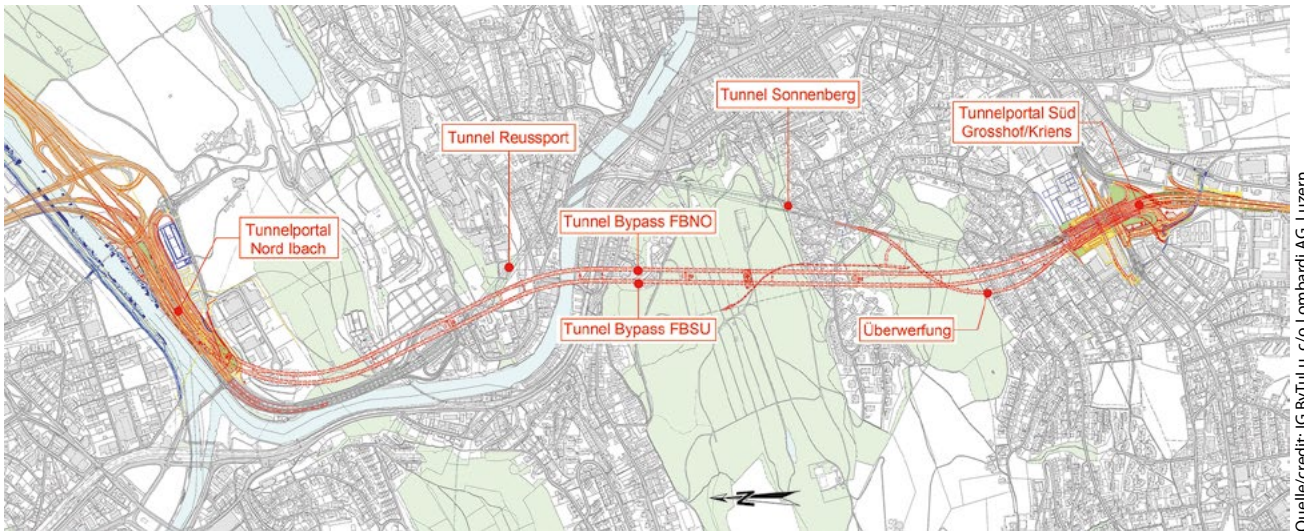 Tunnel Sonnenberg
Tunnelportal Süd
Grosshof/Kriens
Tunnel Reussport
Tunnelportal
Nord Ibach
Tunnel Bypass FBNO
Tunnel Bypass FBSU
Überwerfung
N
Quelle/credit: IG ByTuLu, c/o Lombardi AG, Luzern